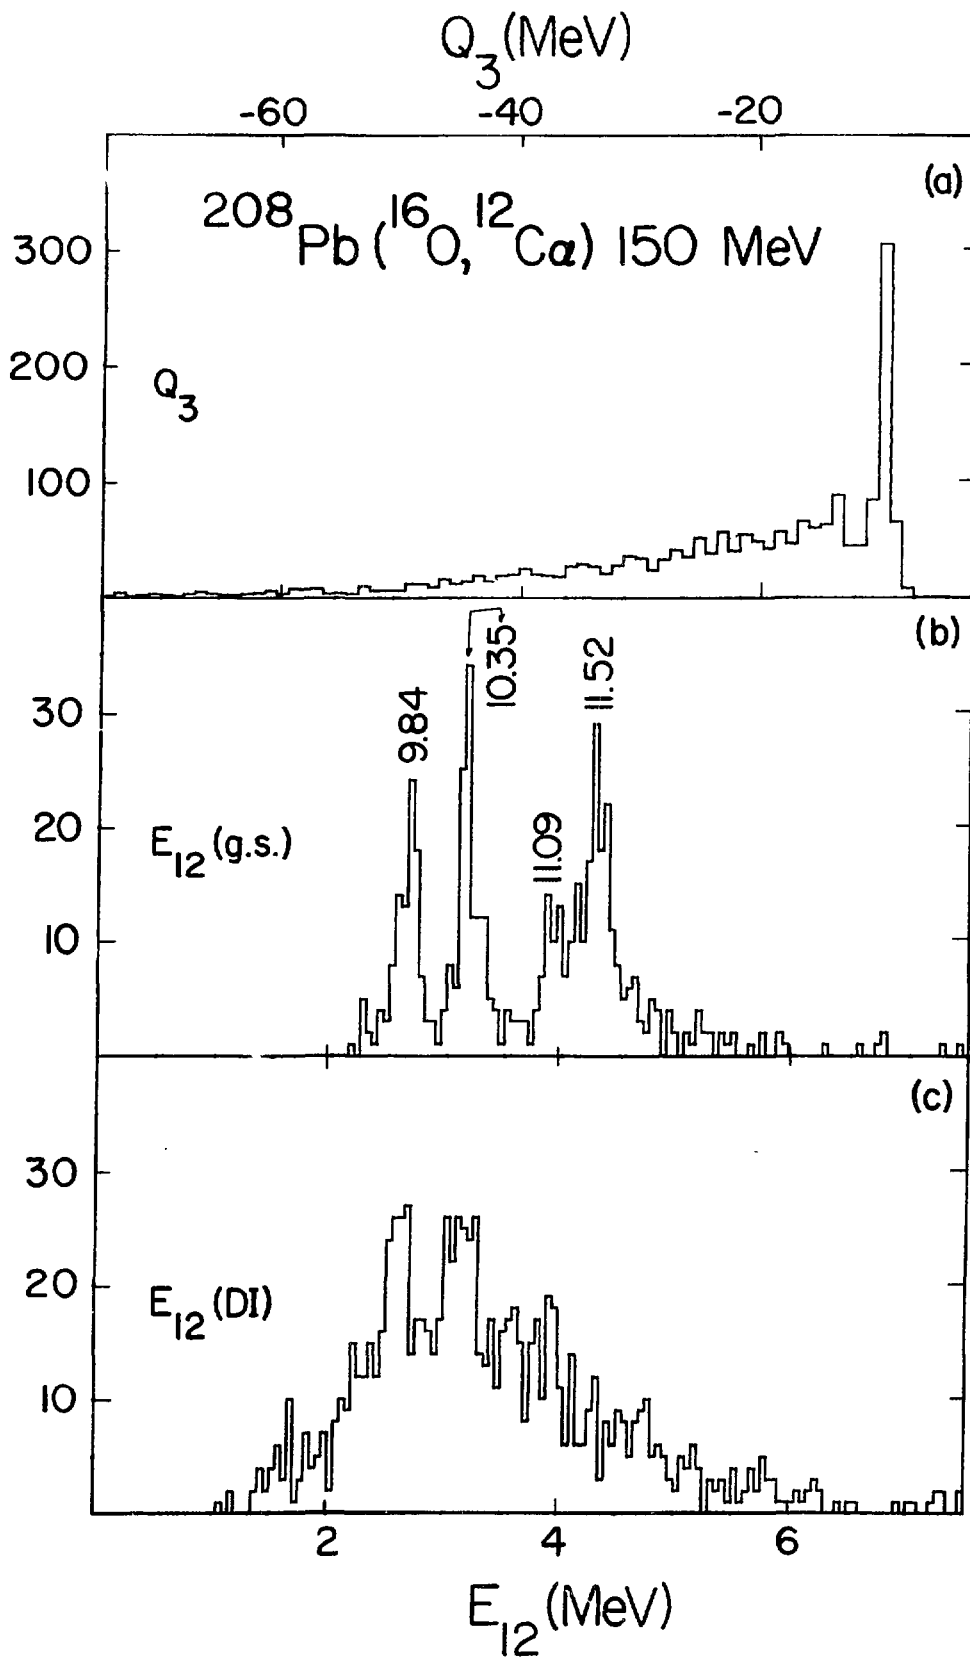 Q₃(MeV)
-60 -40 -20
(a)
²⁰⁸Pb(¹⁶O,¹²Cα) 150 MeV
300
200
Q₃
100
(b)
10.35
11.52
9.84
30
20
E₁₂(g.s.)
11.09
10
(c)
30
20
E₁₂(DI)
10
2 4 6
E₁₂(MeV)